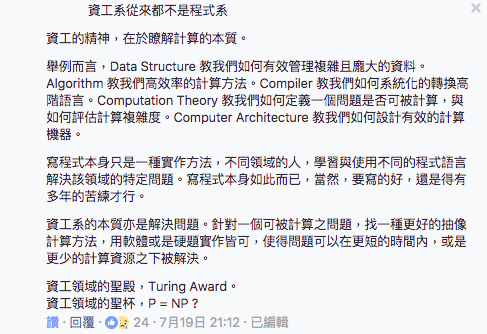 資工系從來都不是程式系
資工的精神，在於瞭解計算的本質。
舉例而言，Data Structure 教我們如何有效管理複雜且龐大的資料。
Algorithm 教我們高效率的計算方法。Compiler 教我們如何系統化的轉換高
階語言。Computation Theory 教我們如何定義一個問題是否可被計算，與
如何評估計算複雜度。Computer Architecture 教我們如何設計有效的計算
機器。
寫程式本身只是一種實作方法，不同領域的人，學習與使用不同的程式語言
解決該領域的特定問題。寫程式本身如此而已，當然，要寫的好，還是得有
多年的苦練才行。
資工系的本質亦是解決問題。針對一個可被計算之問題，找一種更好的抽像
計算方法，用軟體或是硬題實作皆可，使得問題可以在更短的時間內，或是
更少的計算資源之下被解決。
資工領域的聖殿，Turing Award。
資工領域的聖杯，P = NP？
讚 · 回覆 · 24 · 7月19日 21:12 · 已編輯